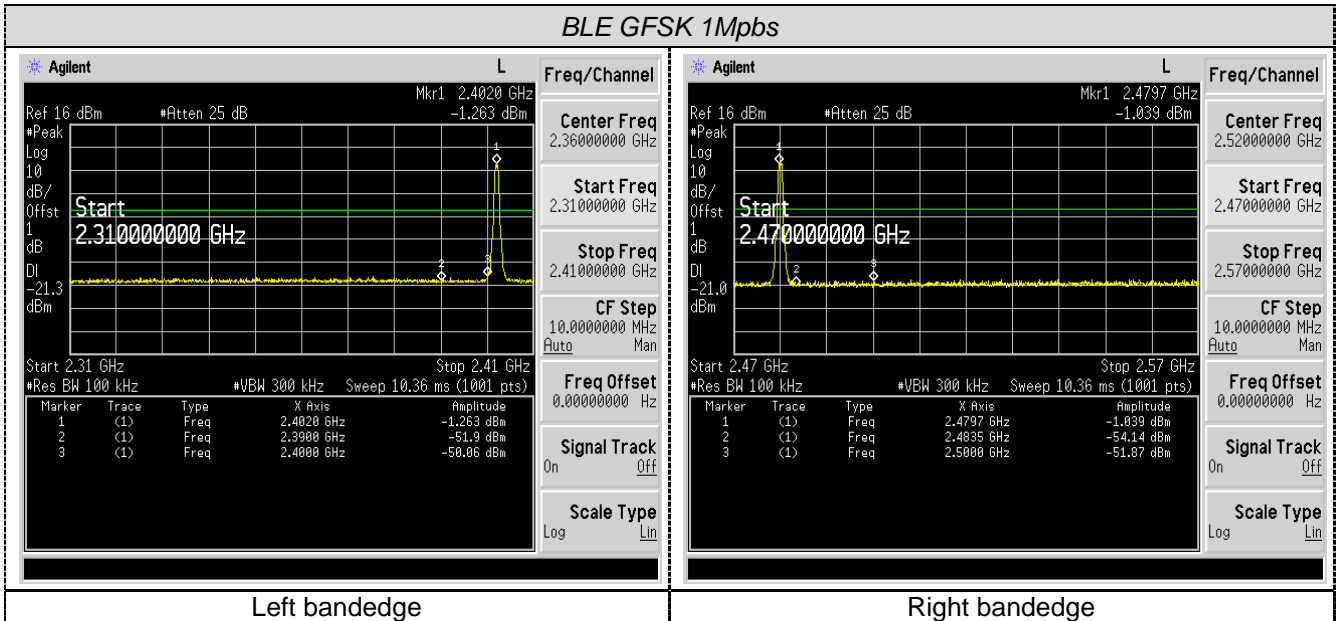 BLE GFSK 1Mpbs
Agilent L
Mkr1 2.4020 GHz
Ref 16 dBm #Atten 25 dB -1.263 dBm
#Peak
Log
10
dB/
Offst
1
dB
DI
-21.3
dBm
1
2
3
Start
2.310000000 GHz
Start 2.31 GHz Stop 2.41 GHz
#Res BW 100 kHz #VBW 300 kHz Sweep 10.36 ms (1001 pts)
Marker Trace Type X Axis Amplitude
1 (1) Freq 2.4020 GHz -1.263 dBm
2 (1) Freq 2.3900 GHz -51.9 dBm
3 (1) Freq 2.4000 GHz -50.06 dBm
Freq/Channel
Center Freq
2.36000000 GHz
Start Freq
2.31000000 GHz
Stop Freq
2.41000000 GHz
CF Step
10.0000000 MHz
Auto Man
Freq Offset
0.00000000 Hz
Signal Track
On Off
Scale Type
Log Lin
Left bandedge
Agilent L
Mkr1 2.4797 GHz
Ref 16 dBm #Atten 25 dB -1.039 dBm
#Peak
Log
10
dB/
Offst
1
dB
DI
-21.0
dBm
1
2
3
Start
2.470000000 GHz
Start 2.47 GHz Stop 2.57 GHz
#Res BW 100 kHz #VBW 300 kHz Sweep 10.36 ms (1001 pts)
Marker Trace Type X Axis Amplitude
1 (1) Freq 2.4797 GHz -1.039 dBm
2 (1) Freq 2.4835 GHz -54.14 dBm
3 (1) Freq 2.5000 GHz -51.87 dBm
Freq/Channel
Center Freq
2.52000000 GHz
Start Freq
2.47000000 GHz
Stop Freq
2.57000000 GHz
CF Step
10.0000000 MHz
Auto Man
Freq Offset
0.00000000 Hz
Signal Track
On Off
Scale Type
Log Lin
Right bandedge